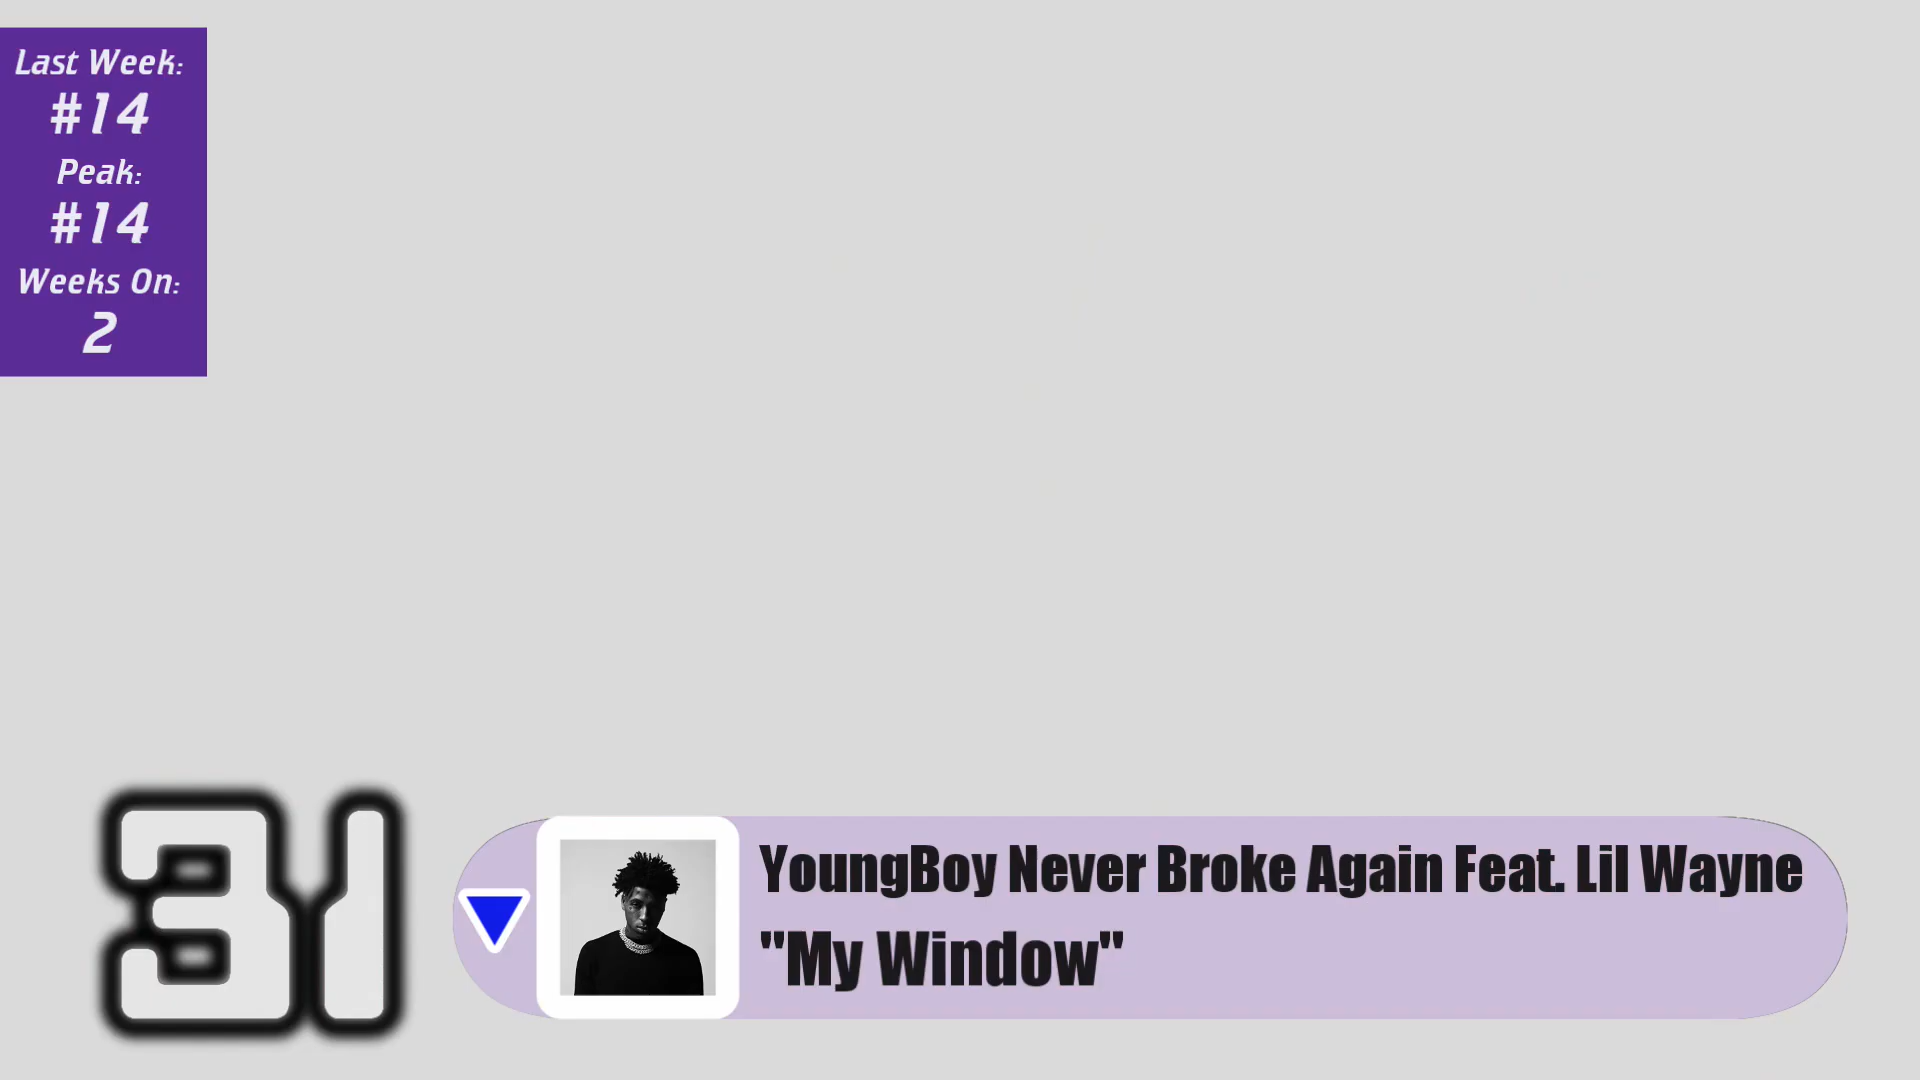 Last Week:
#14
Peak:
#14
Weeks On:
2
31
YoungBoy Never Broke Again Feat. Lil Wayne
"My Window"